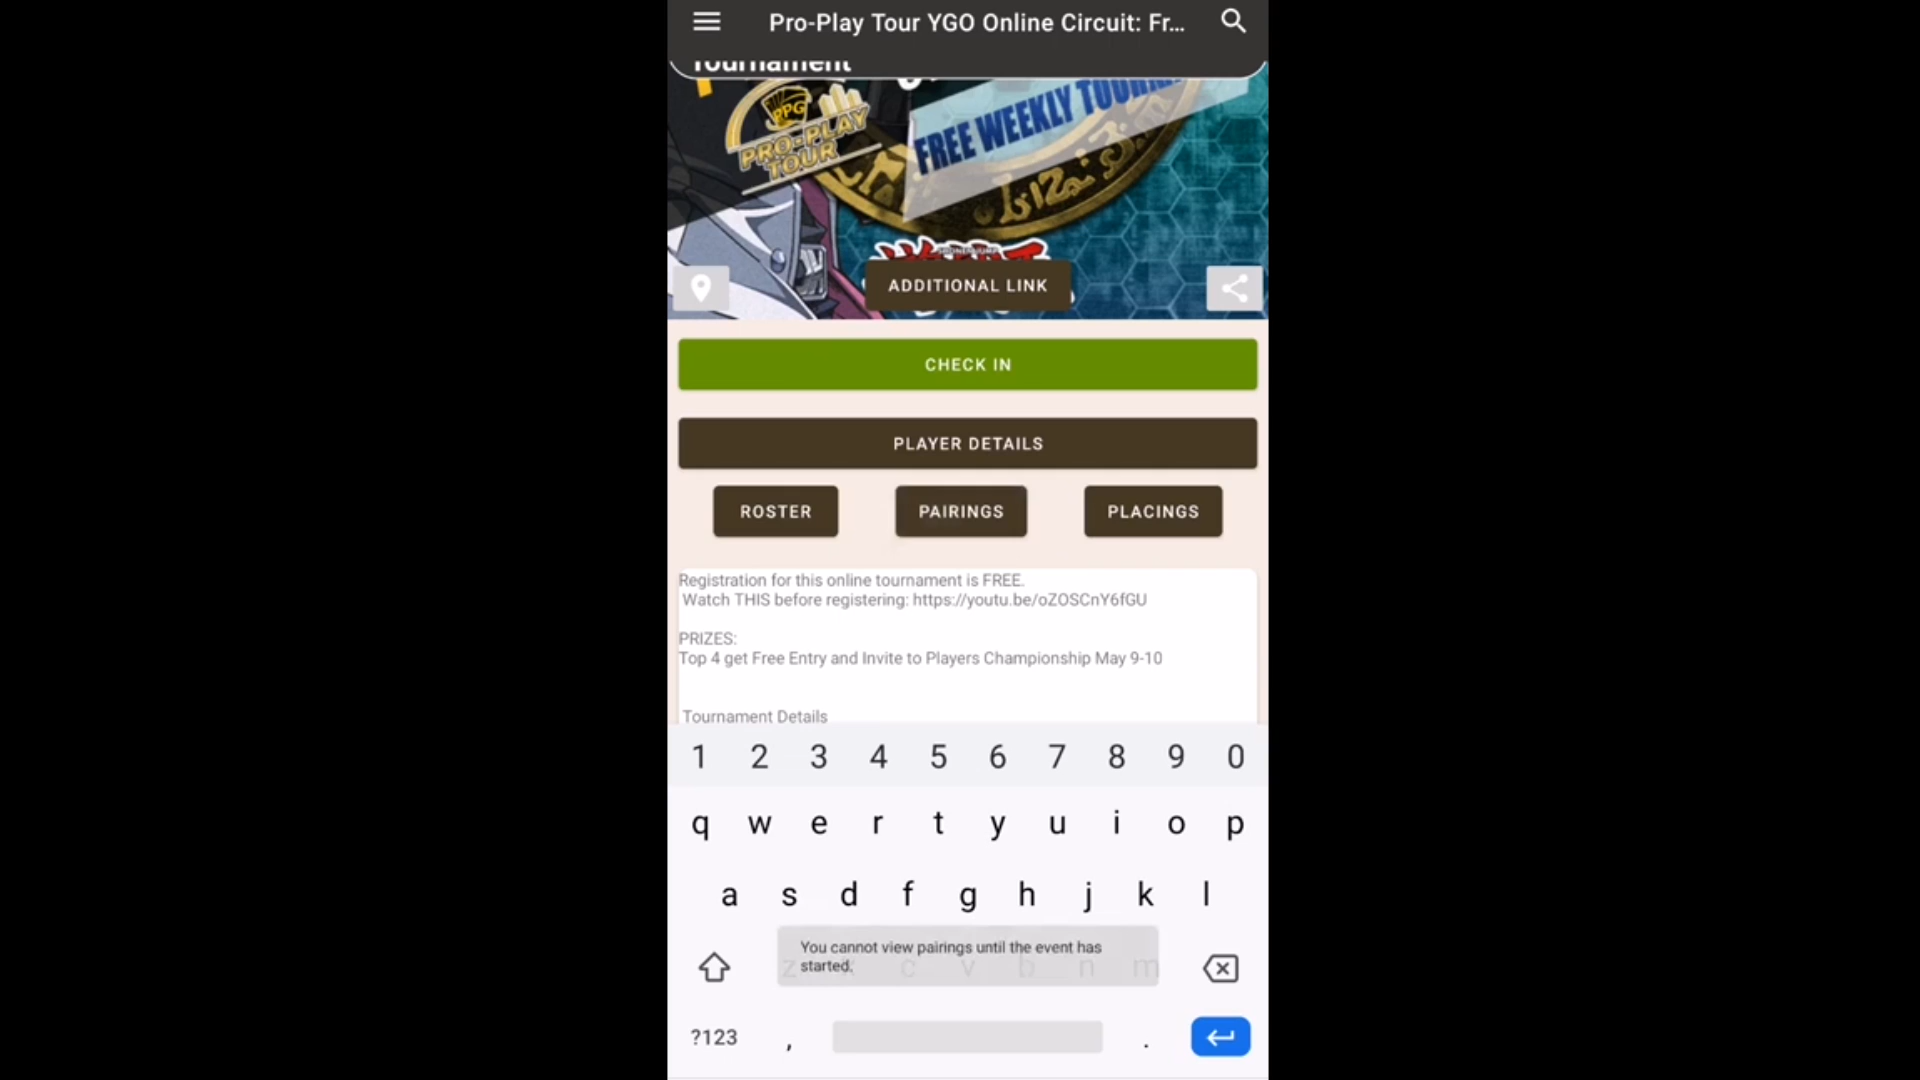 Pro-Play Tour YGO Online Circuit: Fr...
Tournament
PPG
PRO-PLAY
TOUR
FREE WEEKLY
ADDITIONAL LINK
CHECK IN
PLAYER DETAILS
ROSTER PAIRINGS PLACINGS
Registration for this online tournament is FREE.
Watch THIS before registering: https://youtu.be/oZOSCnY6fGU
PRIZES:
Top 4 get Free Entry and Invite to Players Championship May 9-10
Tournament Details
1 2 3 4 5 6 7 8 9 0
q w e r t y u i o p
a s d f g h j k l
z c v b n m
You cannot view pairings until the event has
started.
?123 , .